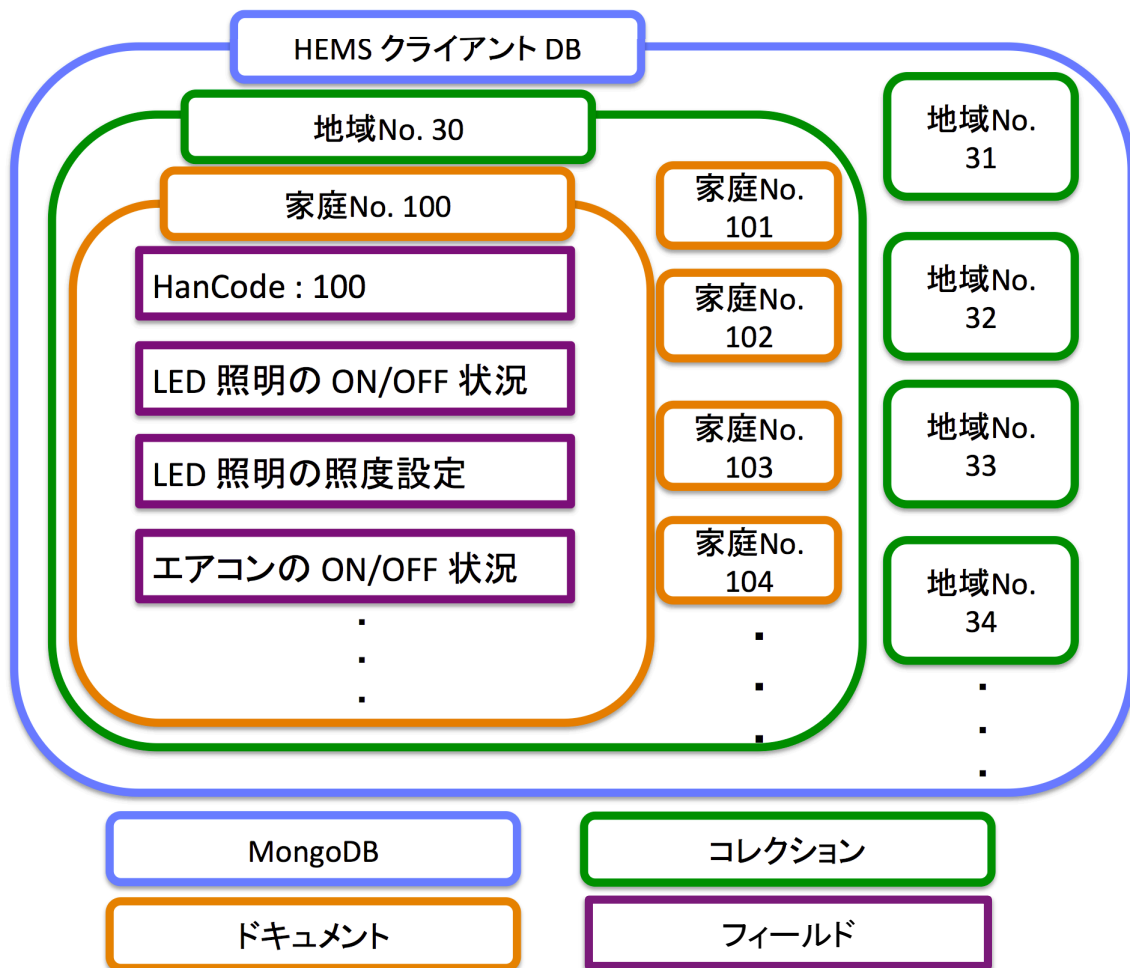 HEMS クライアント DB
地域No. 30
家庭No. 100
HanCode : 100
LED 照明の ON/OFF 状況
LED 照明の照度設定
エアコンの ON/OFF 状況
家庭No.
101
家庭No.
102
家庭No.
103
家庭No.
104
地域No.
31
地域No.
32
地域No.
33
地域No.
34
MongoDB
コレクション
ドキュメント
フィールド